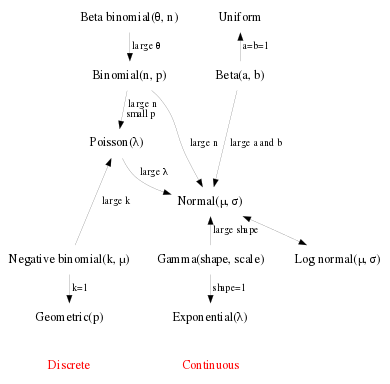 Beta binomial(θ, n)
Uniform
large θ
a=b=1
Binomial(n, p)
Beta(a, b)
large n
small p
Poisson(λ)
large n
large a and b
large λ
large k
Normal(μ, σ)
large shape
Negative binomial(k, μ)
Gamma(shape, scale)
Log normal(μ, σ)
k=1
shape=1
Geometric(p)
Exponential(λ)
Discrete
Continuous